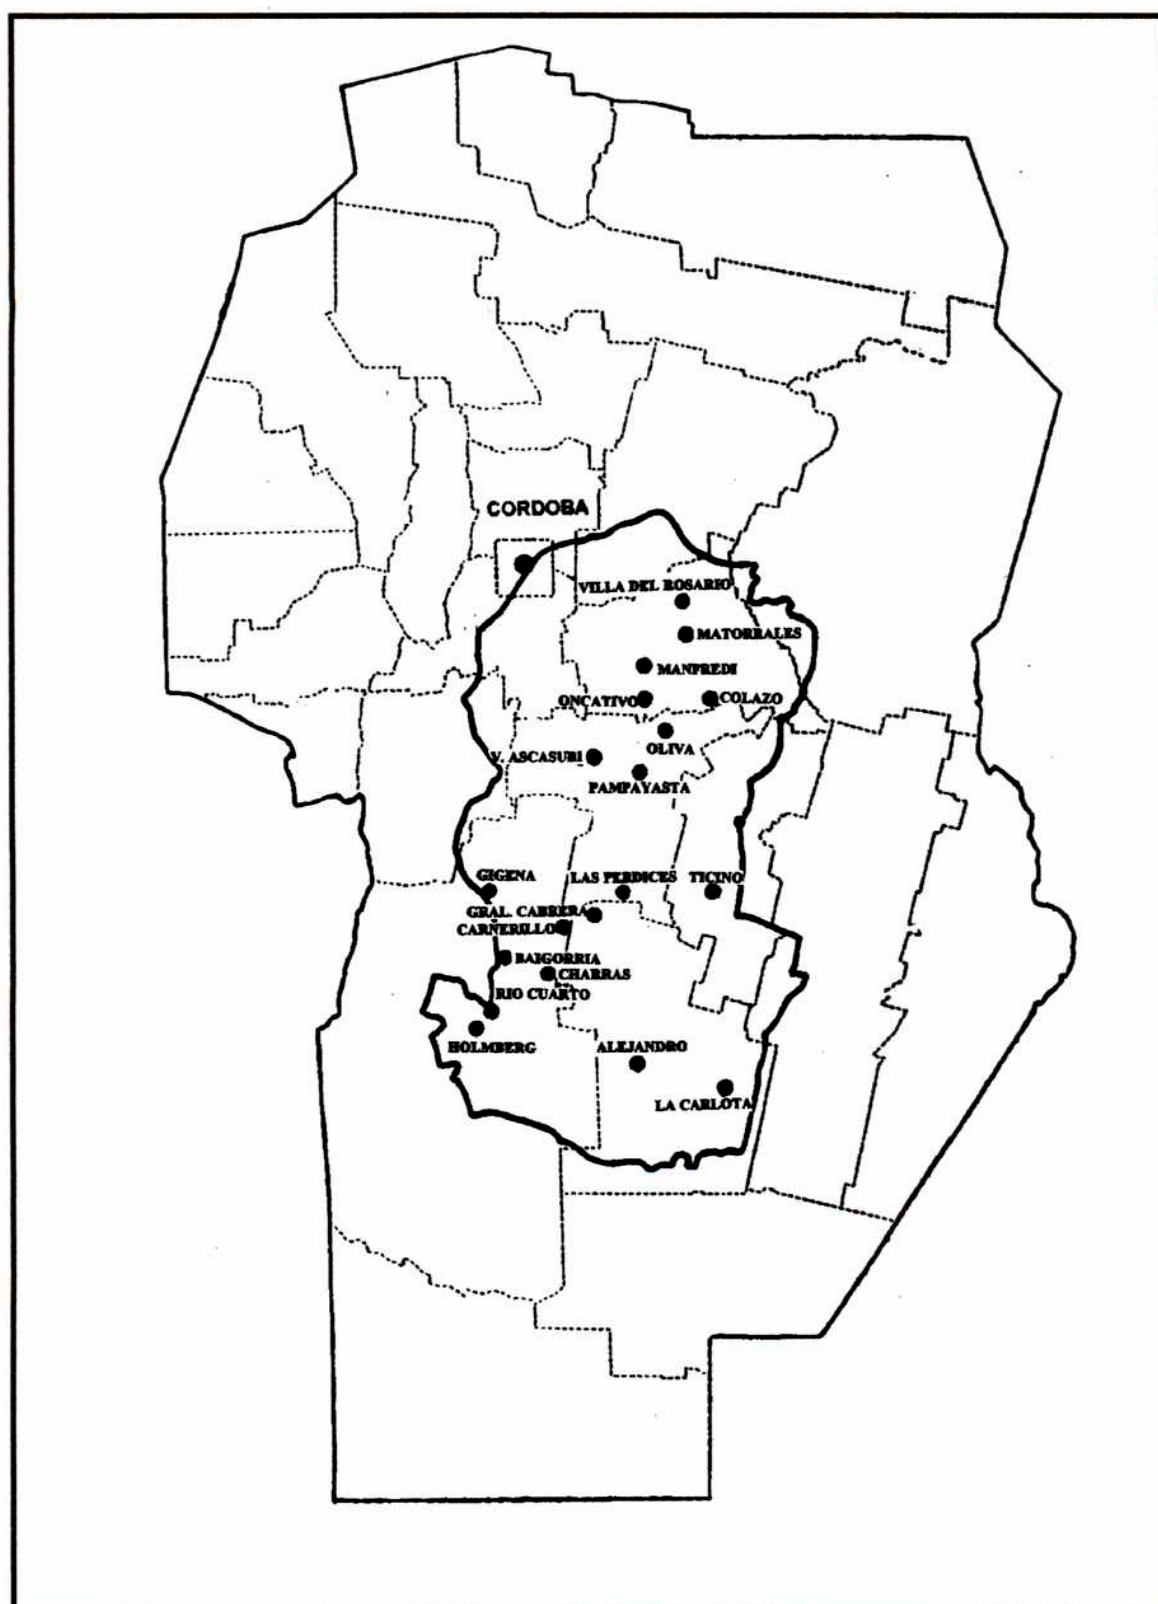 CORDOBA
VILLA DEL ROSARIO
MATORRALES
MANFREDI
ONCATIVO
COLAZO
OLIVA
V. ASCASUBI
PAMPAYASTA
GIGENA
LAS PERDICES
TICINO
GRAL. CABRERA
CARNERILLO
BAIGORRIA
CHARRAS
RIO CUARTO
HOLMBERG
ALEJANDRO
LA CARLOTA